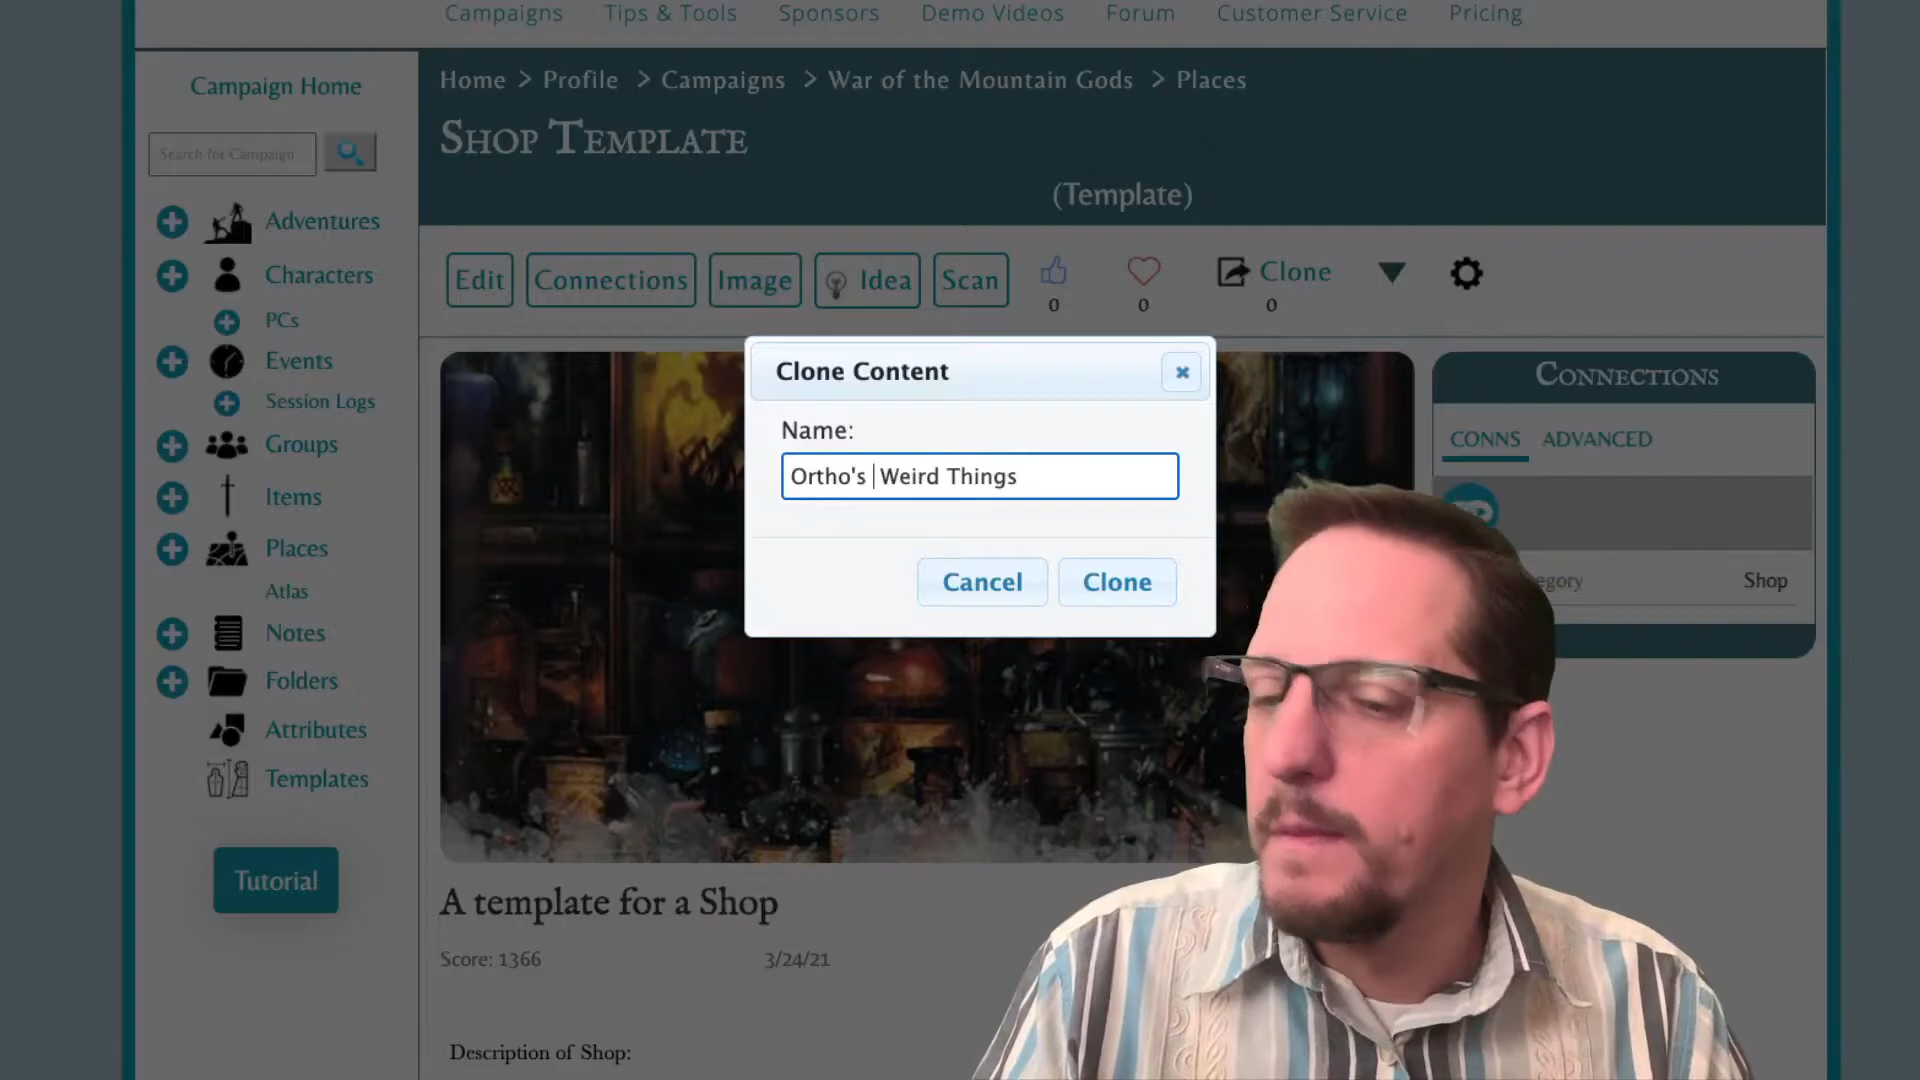 Campaigns Tips & Tools Sponsors Demo Videos Forum Customer Service Pricing
Campaign Home
Search for Campaign
Adventures
Characters
PCs
Events
Session Logs
Groups
Items
Places
Atlas
Notes
Folders
Attributes
Templates
Tutorial
Home > Profile > Campaigns > War of the Mountain Gods > Places
Shop Template
(Template)
Edit Connections Image Idea Scan Clone
0 0 0
Clone Content
Name:
Ortho's Weird Things
Cancel Clone
Connections
CONNS ADVANCED
Shop
A template for a Shop
Score: 1366 3/24/21
Description of Shop: